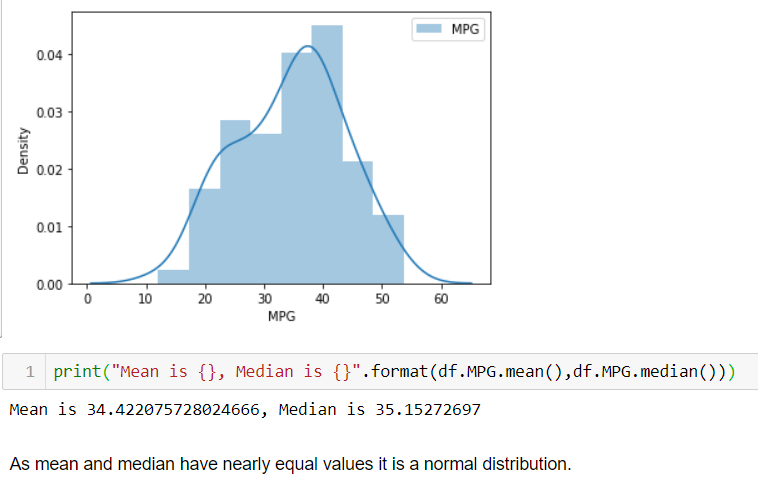 MPG
0.04
0.03
0.02
0.01
0.00
Density
0 10 20 30 40 50 60
MPG
1 print("Mean is {}, Median is {}".format(df.MPG.mean(),df.MPG.median()))
Mean is 34.422075728024666, Median is 35.15272697
As mean and median have nearly equal values it is a normal distribution.